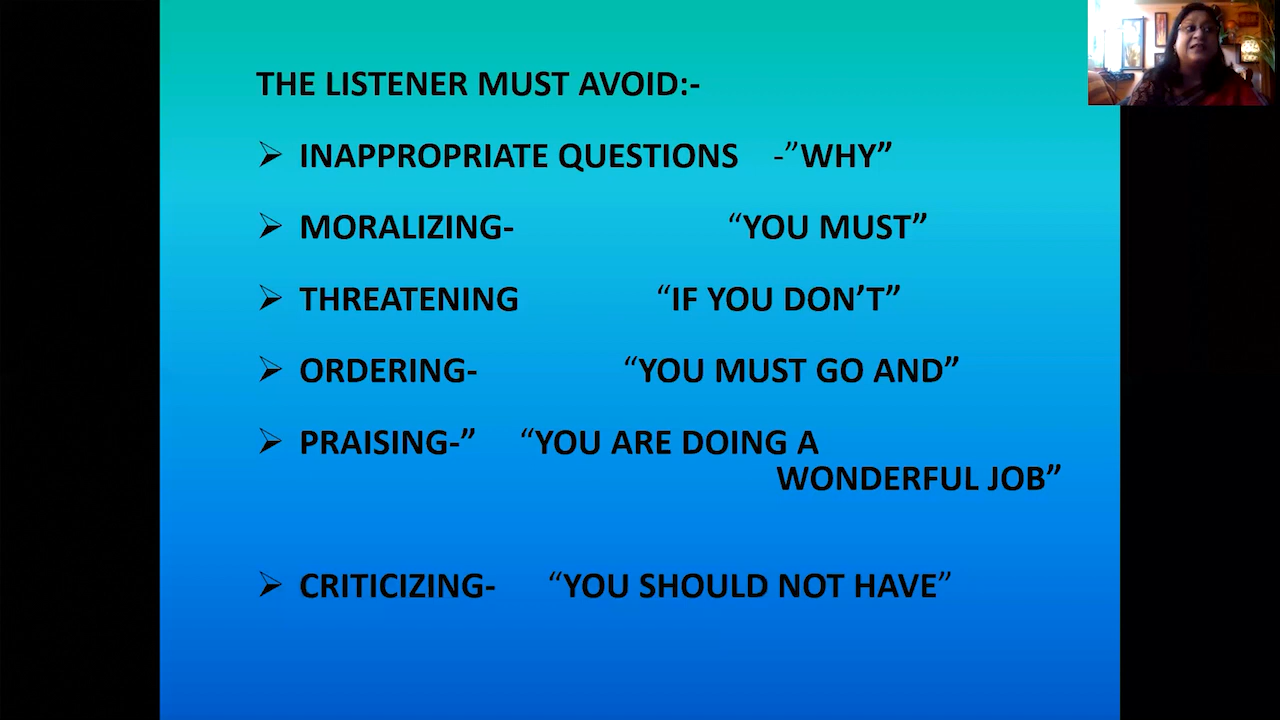 THE LISTENER MUST AVOID:-
➢ INAPPROPRIATE QUESTIONS -”WHY”
➢ MORALIZING- “YOU MUST”
➢ THREATENING “IF YOU DON’T”
➢ ORDERING- “YOU MUST GO AND”
➢ PRAISING-” “YOU ARE DOING A
WONDERFUL JOB”
➢ CRITICIZING- “YOU SHOULD NOT HAVE”